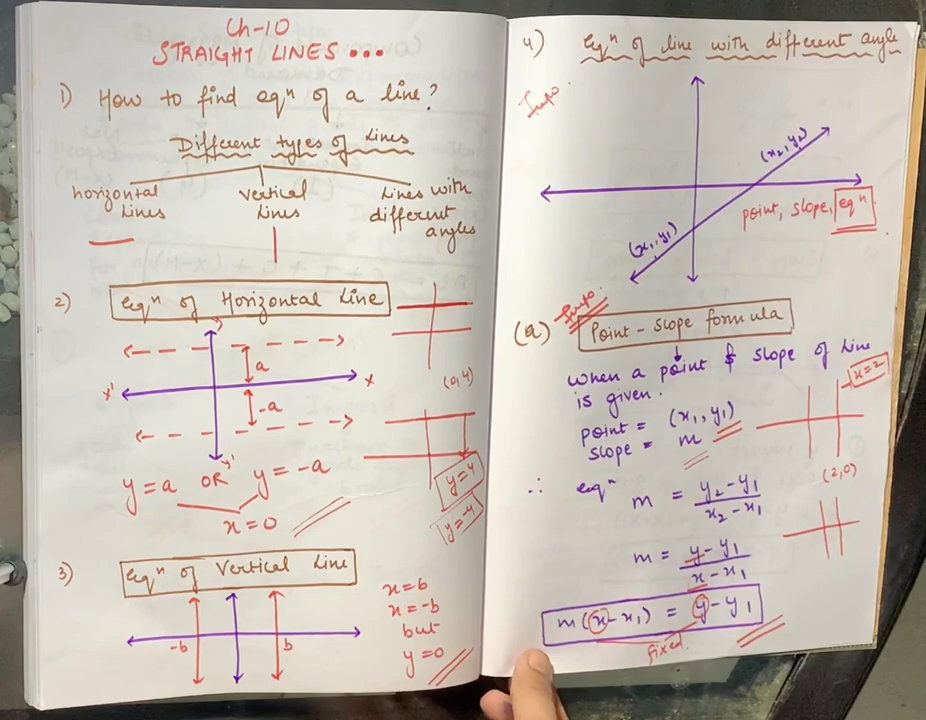 Ch-10
STRAIGHT LINES...
1) How to find eqⁿ of a line?
Different types of lines
horizontal lines
vertical lines
lines with different angles
2) eqⁿ of Horizontal line
y
x' x
a
-a
y'
y = a OR y = -a
x = 0
(0,4)
y=4
y=-4
3) eqⁿ of vertical line
-b b
x = b
x = -b
but
y = 0
4) eqⁿ of line with different angle
Impo.
(x₂, y₂)
(x₁, y₁)
point, slope, eqⁿ
Impo.
(a) Point - slope formula
when a point & slope of line
is given.
x=2
point = (x₁, y₁)
slope = m
(2,0)
∴ eqⁿ m = y₂-y₁/x₂-x₁
m = y-y₁/x-x₁
m(x-x₁) = y-y₁
fixed.